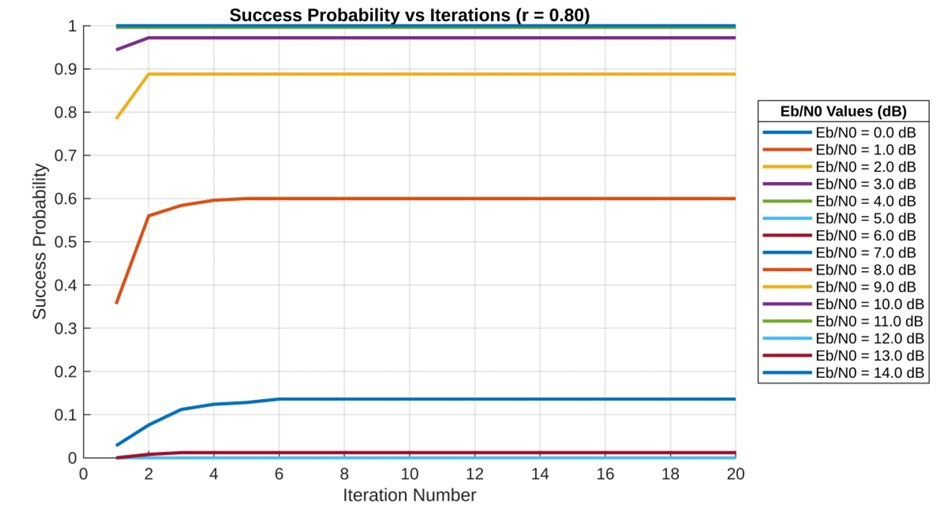 Success Probability vs Iterations (r = 0.80)
1
0.9
0.8
0.7
0.6
0.5
0.4
0.3
0.2
0.1
0
Success Probability
0 2 4 6 8 10 12 14 16 18 20
Iteration Number
Eb/N0 Values (dB)
Eb/N0 = 0.0 dB
Eb/N0 = 1.0 dB
Eb/N0 = 2.0 dB
Eb/N0 = 3.0 dB
Eb/N0 = 4.0 dB
Eb/N0 = 5.0 dB
Eb/N0 = 6.0 dB
Eb/N0 = 7.0 dB
Eb/N0 = 8.0 dB
Eb/N0 = 9.0 dB
Eb/N0 = 10.0 dB
Eb/N0 = 11.0 dB
Eb/N0 = 12.0 dB
Eb/N0 = 13.0 dB
Eb/N0 = 14.0 dB